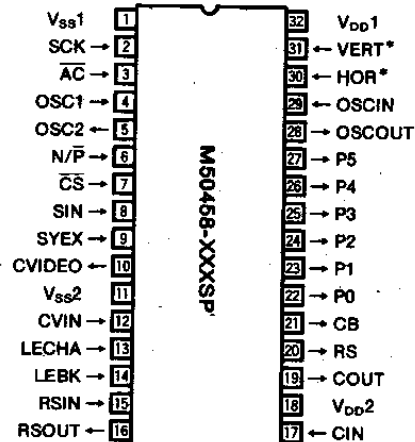 VSS1 1 32 VDD1
SCK → 2 31 ← VERT*
A̅C̅ → 3 30 ← HOR*
OSC1 → 4 29 ← OSCIN
OSC2 ← 5 28 → OSCOUT
N/P̅ → 6 27 → P5
C̅S̅ → 7 26 → P4
SIN → 8 25 → P3
SYEX → 9 24 → P2
CVIDEO ← 10 23 → P1
VSS2 11 22 → P0
CVIN → 12 21 → CB
LECHA → 13 20 → RS
LEBK → 14 19 → COUT
RSIN → 15 18 VDD2
RSOUT ← 16 17 ← CIN
M50458-XXXSP